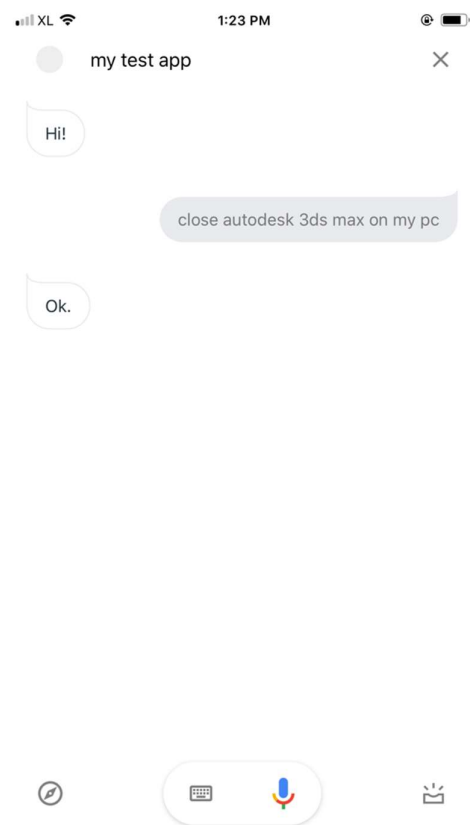 XL 1:23 PM
my test app
Hi!
close autodesk 3ds max on my pc
Ok.